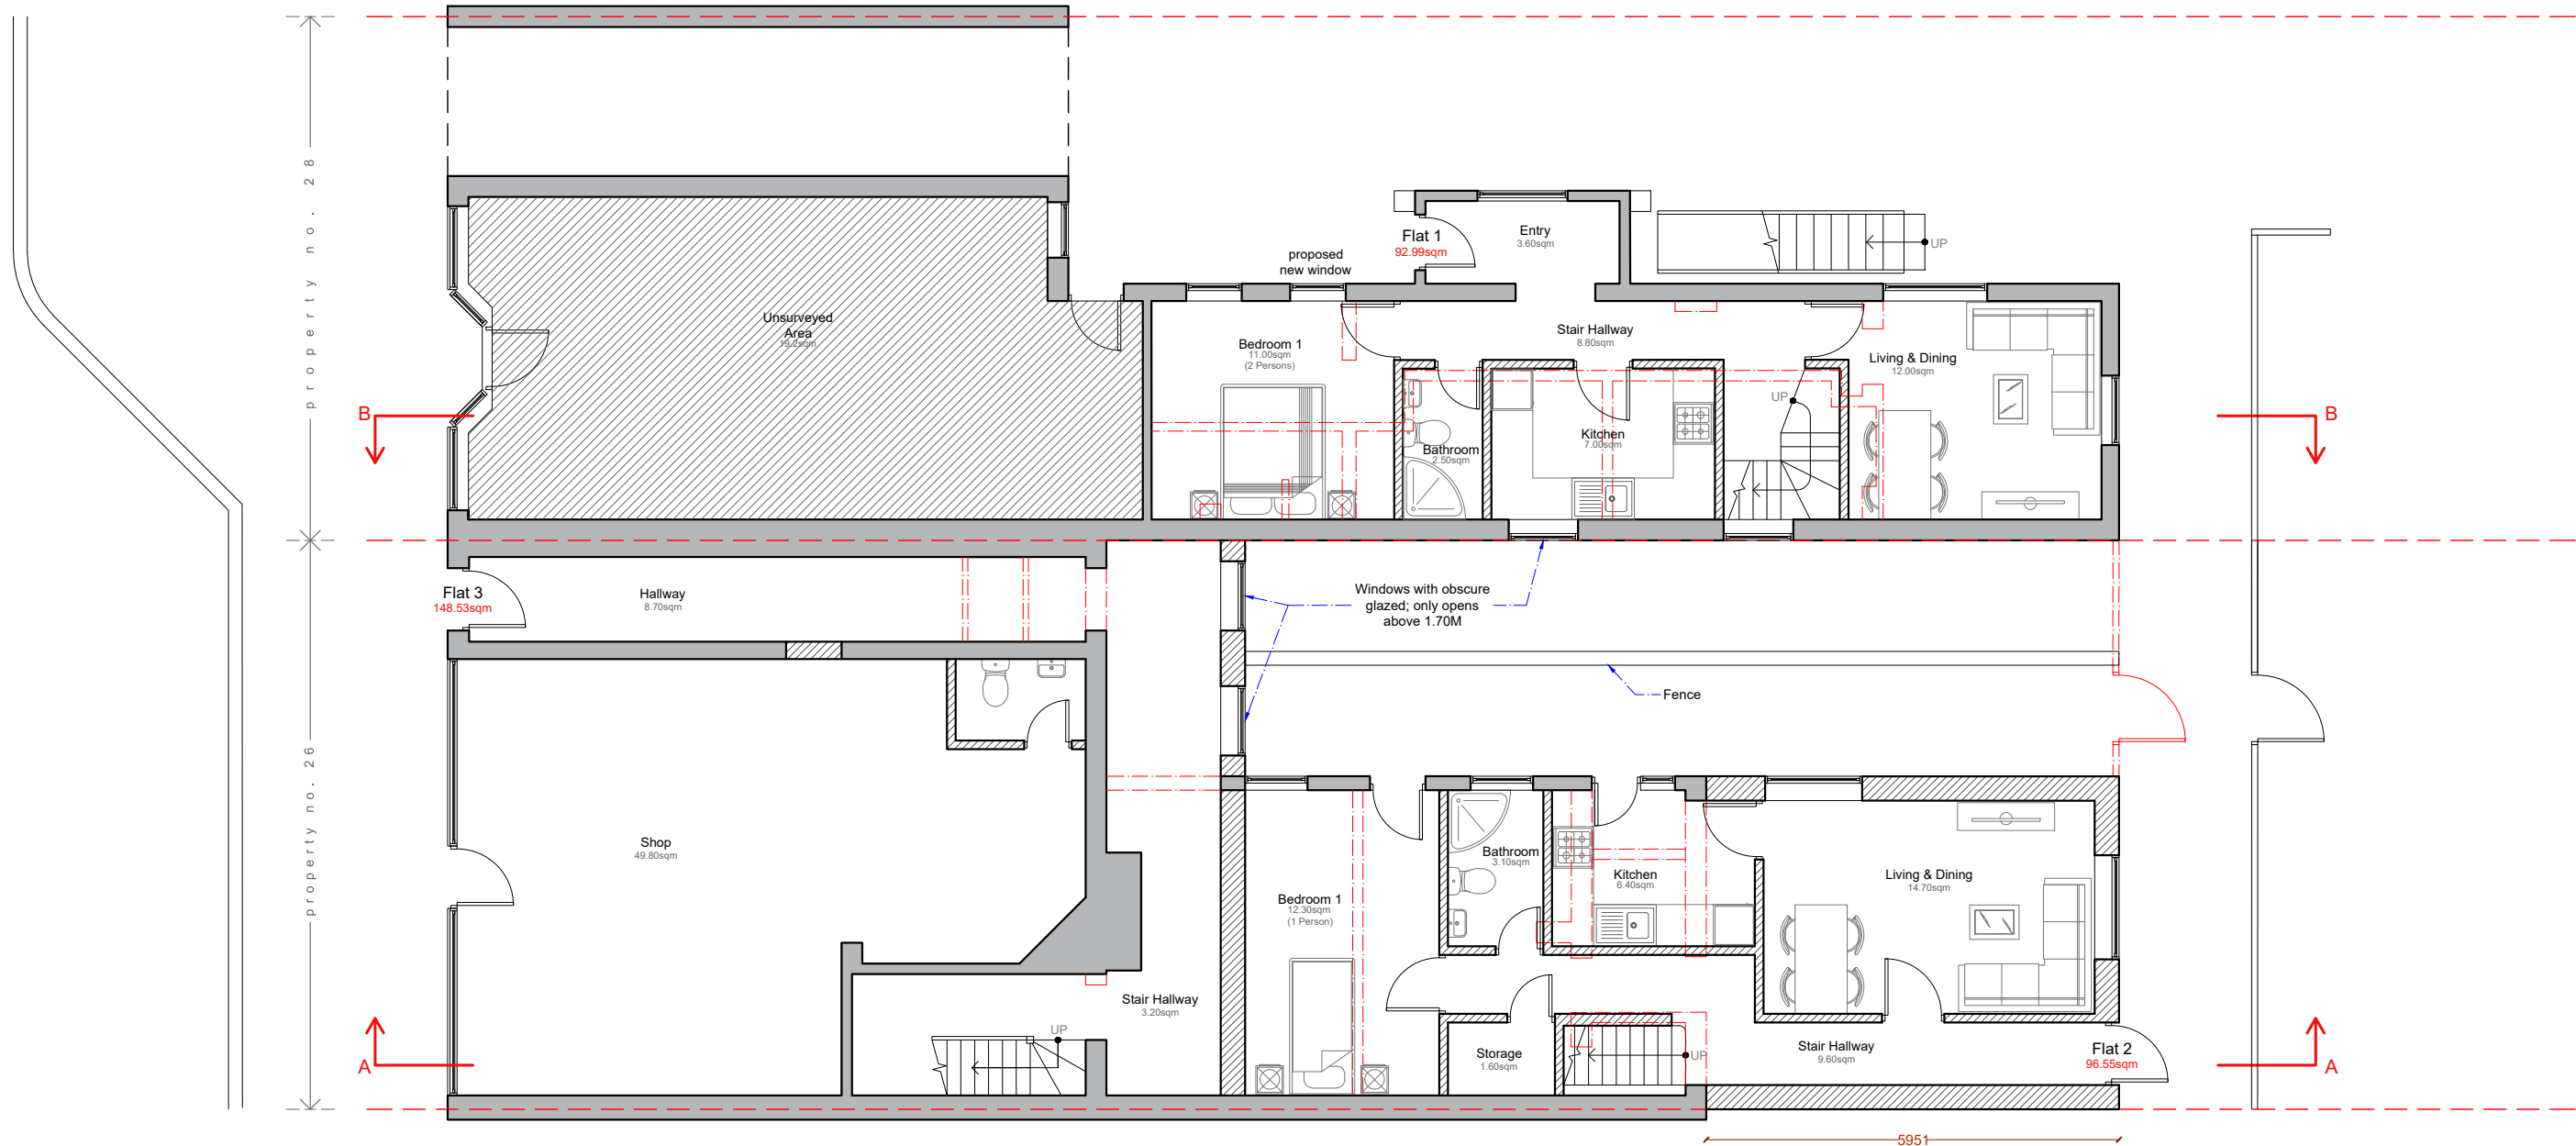 property no. 28
property no. 26
Entry
3.60sqm
Flat 1
92.99sqm
UP
proposed
new window
Unsurveyed
Area
19.2sqm
Stair Hallway
8.80sqm
Bedroom 1
11.00sqm
(2 Persons)
Living & Dining
12.00sqm
UP
B
B
Kitchen
7.00sqm
Bathroom
2.50sqm
Flat 3
148.53sqm
Hallway
8.70sqm
Windows with obscure
glazed; only opens
above 1.70M
Fence
Shop
49.80sqm
Bathroom
3.10sqm
Kitchen
6.40sqm
Living & Dining
14.70sqm
Bedroom 1
12.30sqm
(1 Person)
Stair Hallway
3.20sqm
UP
Storage
1.60sqm
UP
Stair Hallway
9.60sqm
Flat 2
96.55sqm
A
A
5951